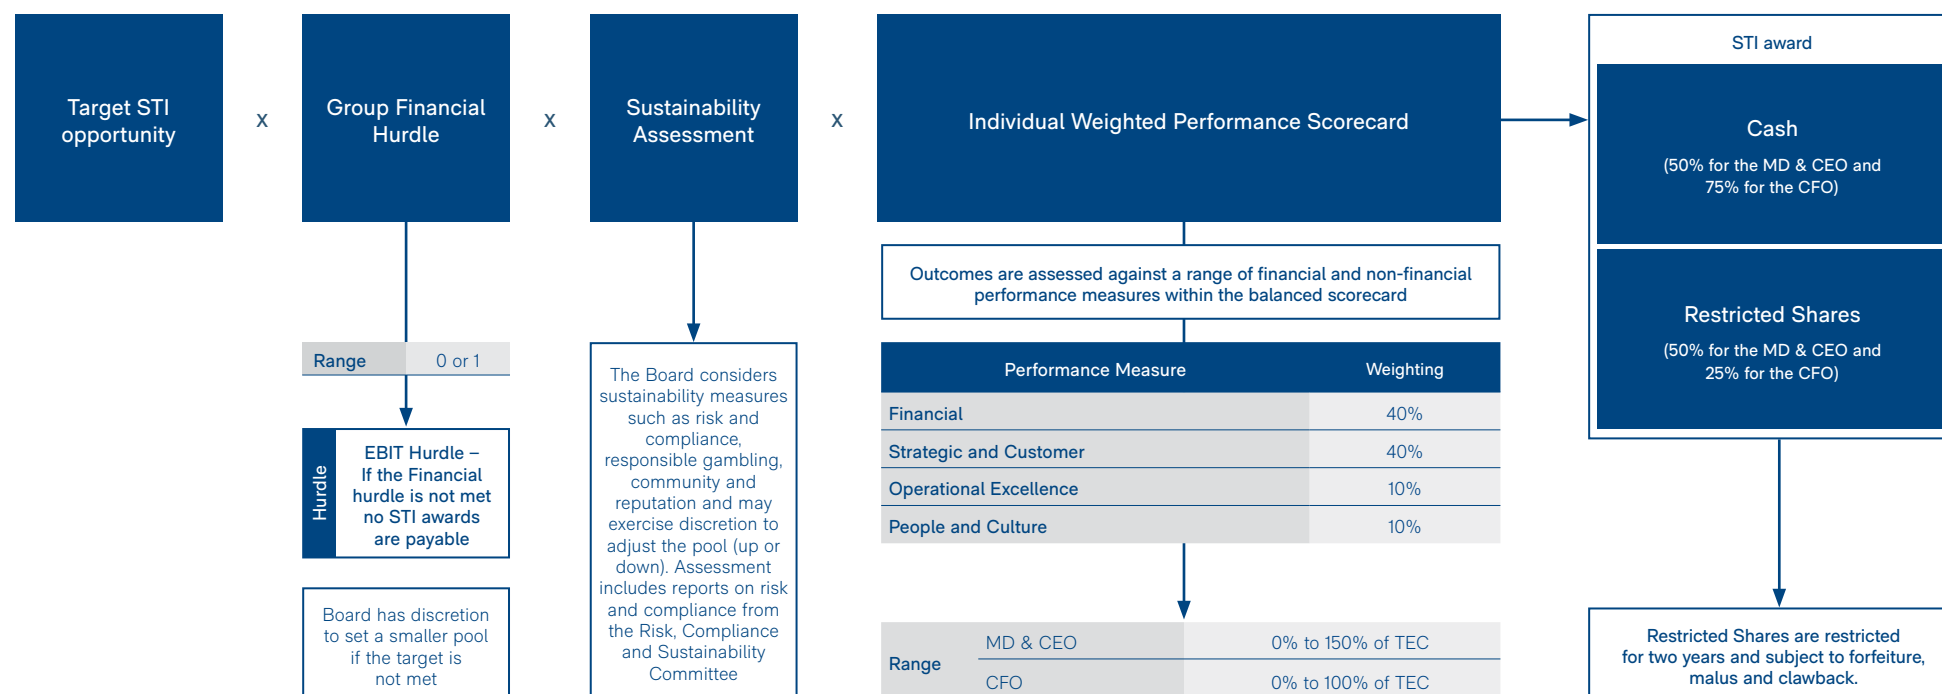 Target STI
opportunity
x
Group Financial
Hurdle
x
Sustainability
Assessment
x
Individual Weighted Performance Scorecard
STI award
Cash
(50% for the MD & CEO and
75% for the CFO)
Restricted Shares
(50% for the MD & CEO and
25% for the CFO)
Range 0 or 1
Hurdle
EBIT Hurdle –
If the Financial
hurdle is not met
no STI awards
are payable
Board has discretion
to set a smaller pool
if the target is
not met
The Board considers
sustainability measures
such as risk and
compliance,
responsible gambling,
community and
reputation and may
exercise discretion to
adjust the pool (up or
down). Assessment
includes reports on risk
and compliance from
the Risk, Compliance
and Sustainability
Committee
Outcomes are assessed against a range of financial and non-financial
performance measures within the balanced scorecard
Performance Measure Weighting
Financial 40%
Strategic and Customer 40%
Operational Excellence 10%
People and Culture 10%
Range
MD & CEO 0% to 150% of TEC
CFO 0% to 100% of TEC
Restricted Shares are restricted
for two years and subject to forfeiture,
malus and clawback.